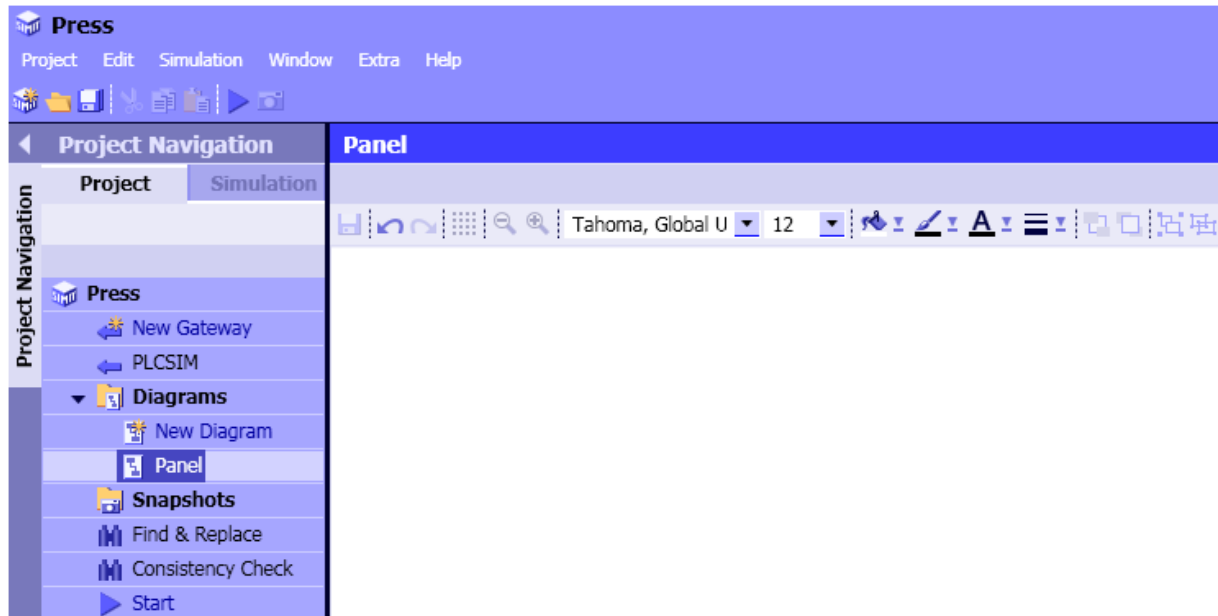 Press
Project Edit Simulation Window Extra Help
Project Navigation
Panel
Project Simulation
Project Navigation
Tahoma, Global U 12 A
Press
New Gateway
PLCSIM
Diagrams
New Diagram
Panel
Snapshots
Find & Replace
Consistency Check
Start